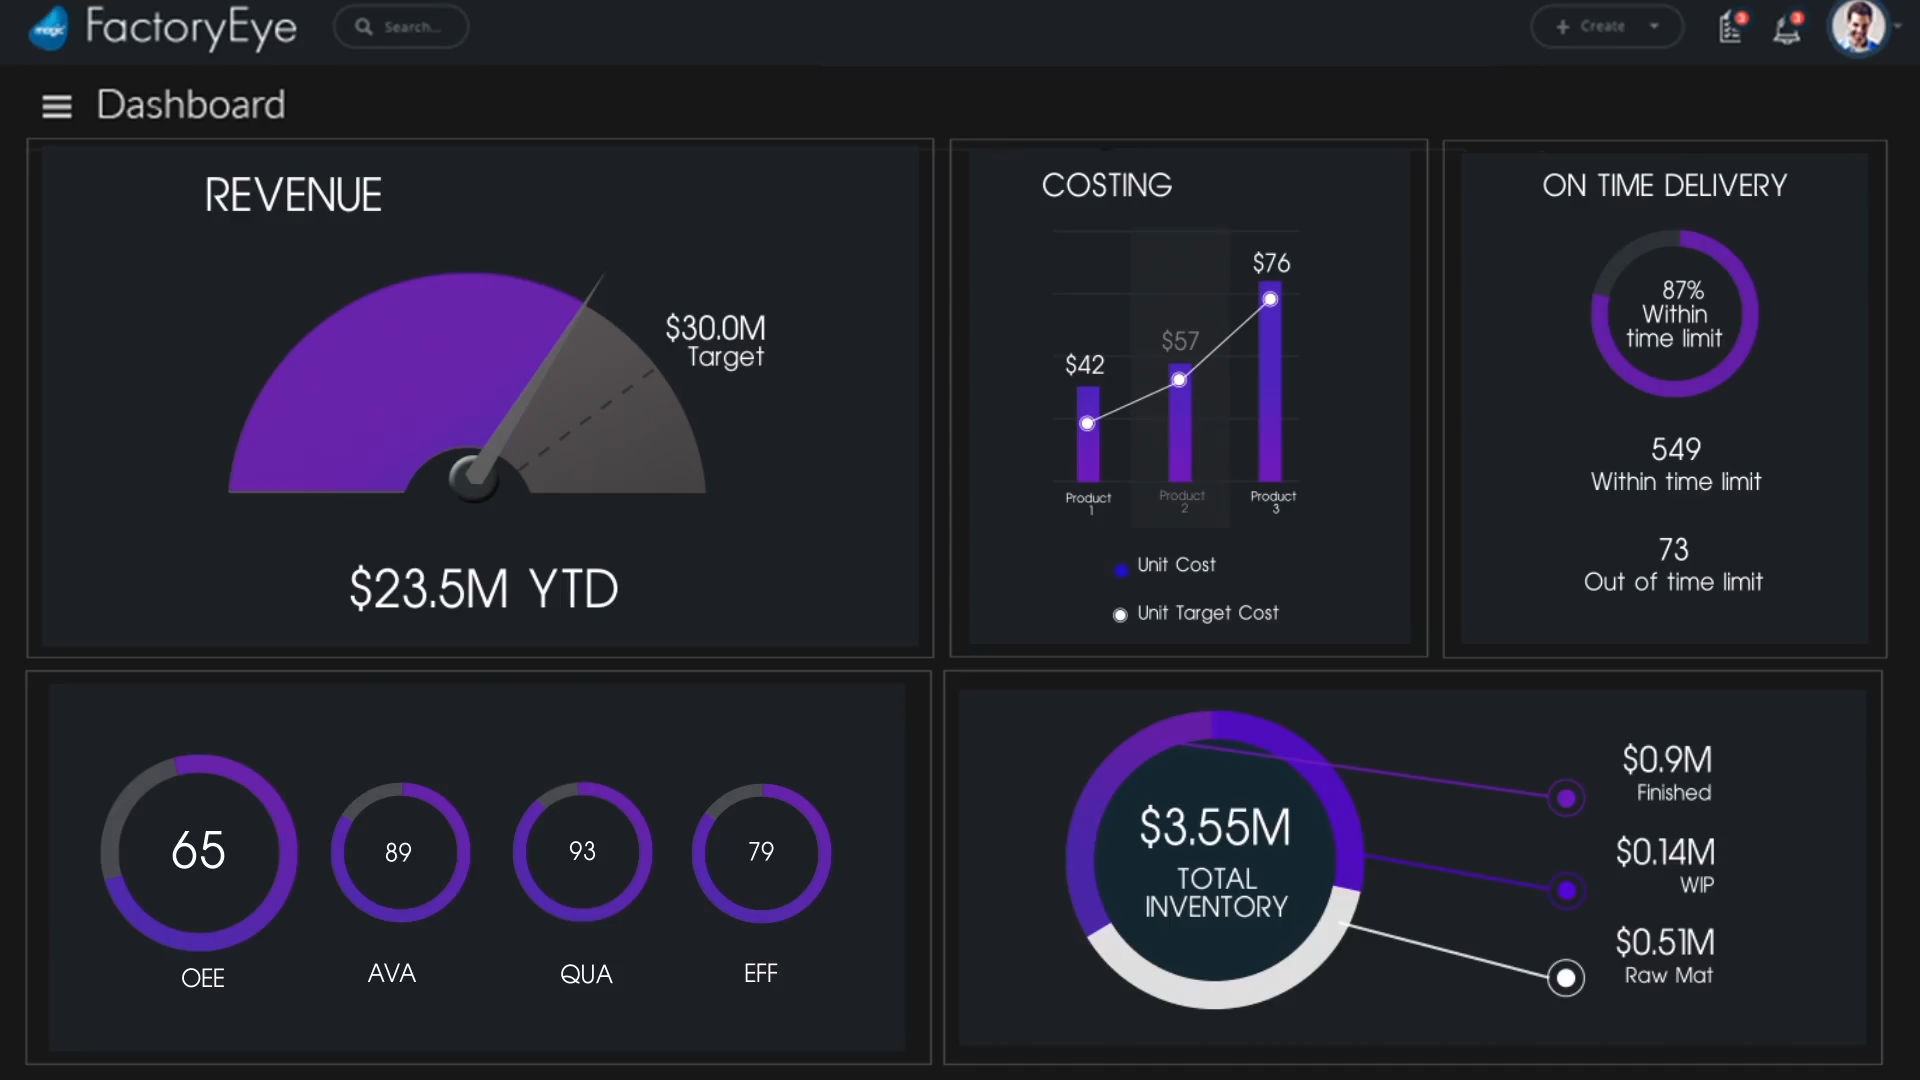 magic FactoryEye
Search...
+ Create
3
3
Dashboard
REVENUE
$30.0M
Target
$23.5M YTD
COSTING
$42
$57
$76
Product
1
Product
2
Product
3
Unit Cost
Unit Target Cost
ON TIME DELIVERY
87%
Within
time limit
549
Within time limit
73
Out of time limit
65
OEE
89
AVA
93
QUA
79
EFF
$3.55M
TOTAL
INVENTORY
$0.9M
Finished
$0.14M
WIP
$0.51M
Raw Mat